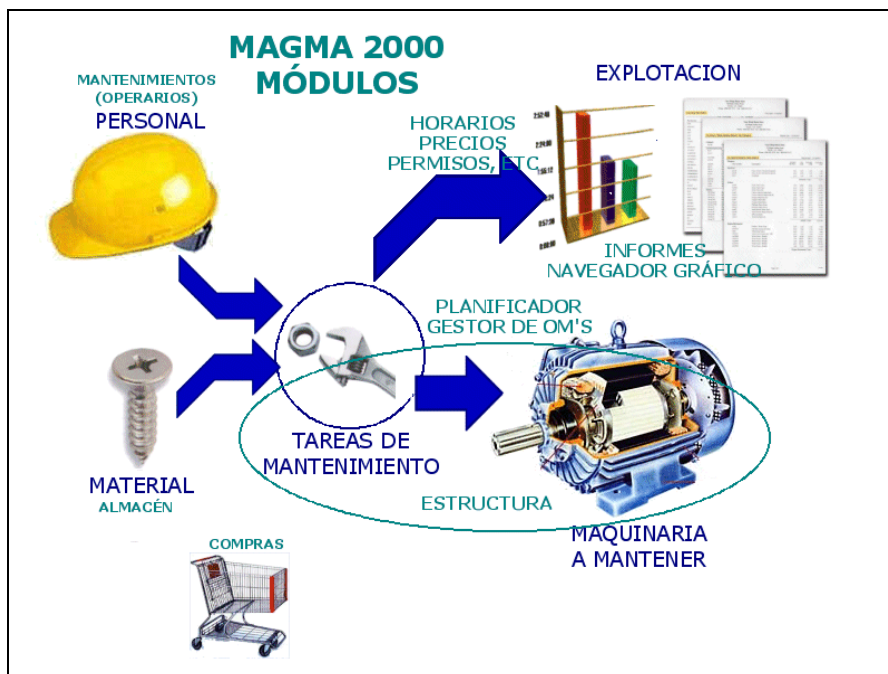 MAGMA 2000
MÓDULOS
MANTENIMIENTOS
(OPERARIOS)
PERSONAL
EXPLOTACION
HORARIOS
PRECIOS
PERMISOS, ETC
INFORMES
NAVEGADOR GRÁFICO
PLANIFICADOR
GESTOR DE OM'S
TAREAS DE
MANTENIMIENTO
MATERIAL
ALMACÉN
ESTRUCTURA
MAQUINARIA
A MANTENER
COMPRAS